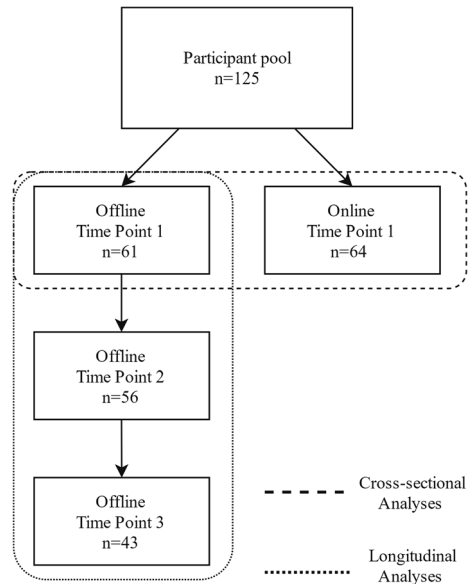 Participant pool
n=125
Offline
Time Point 1
n=61
Online
Time Point 1
n=64
Offline
Time Point 2
n=56
Offline
Time Point 3
n=43
Cross-sectional
Analyses
Longitudinal
Analyses